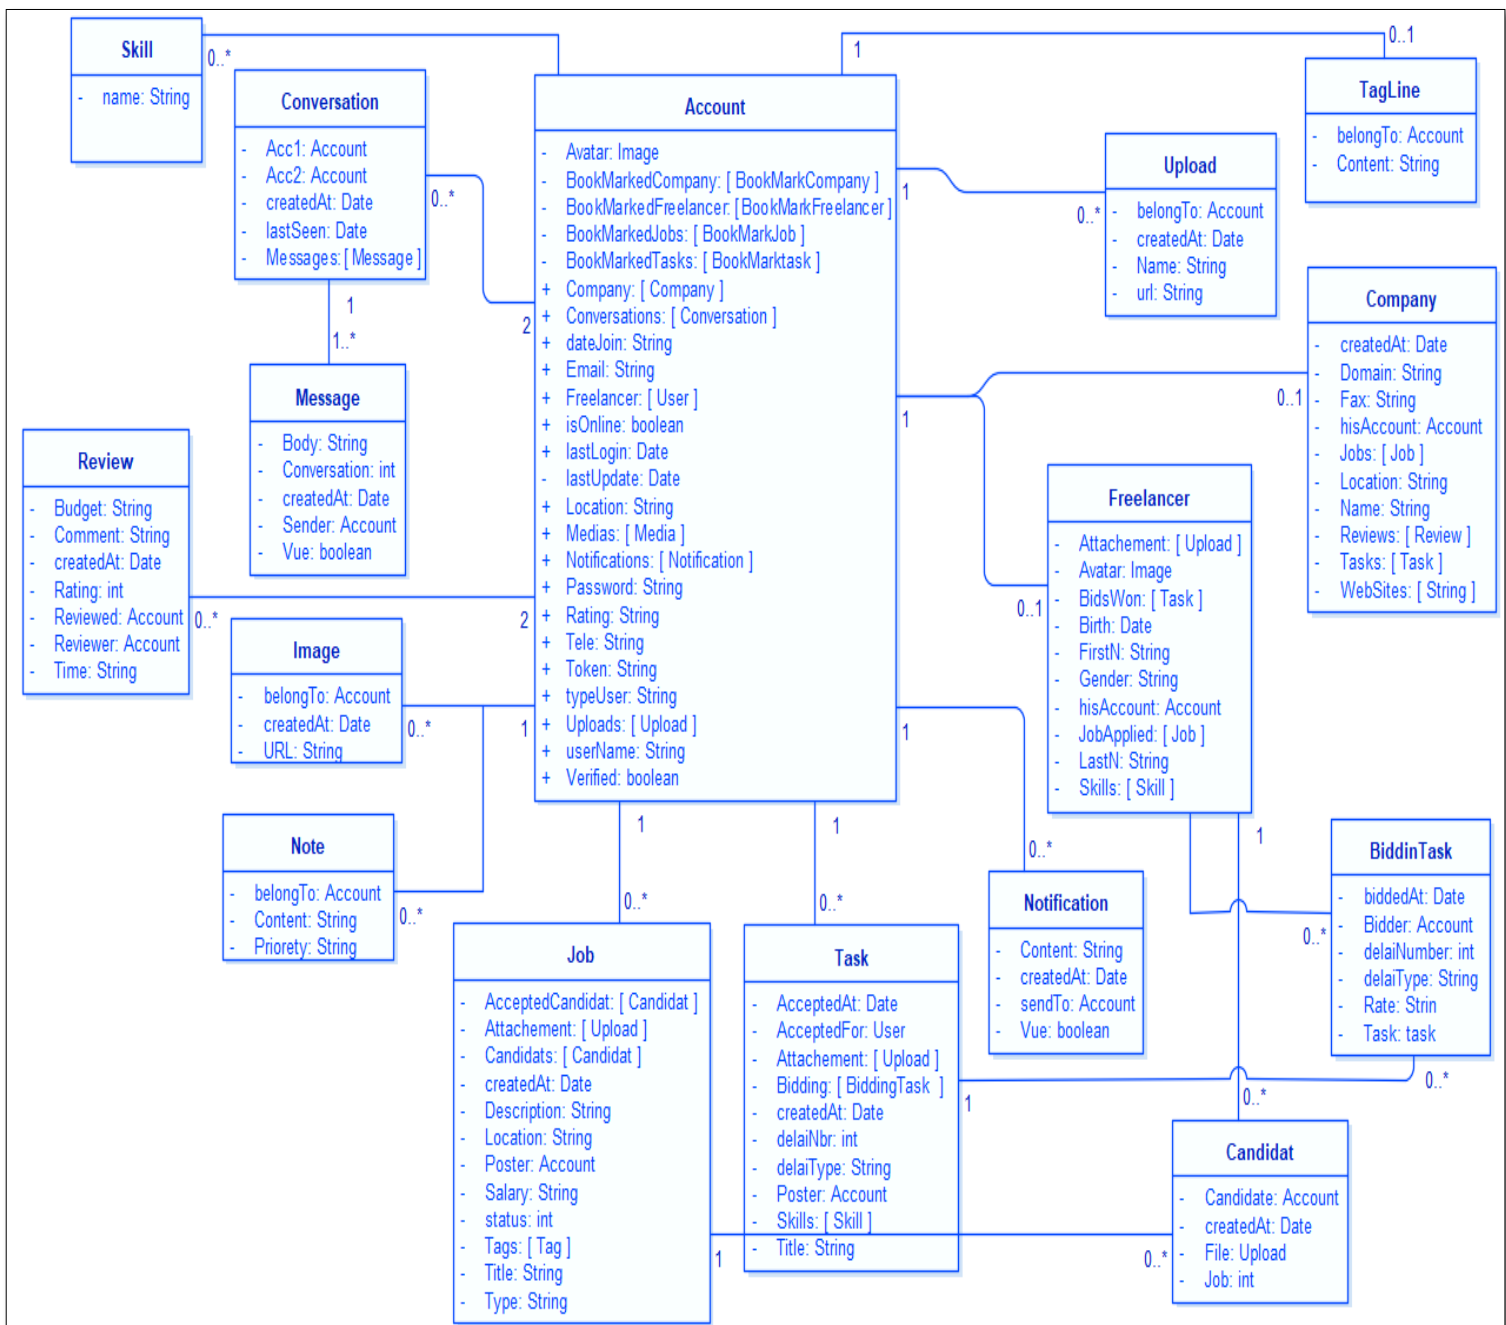 Skill
- name: String
0..*
Conversation
- Acc1: Account
- Acc2: Account
- createdAt: Date
- lastSeen: Date
- Messages:[ Message ]
0..*
1
1..*
Message
- Body: String
- Conversation: int
- createdAt: Date
- Sender: Account
- Vue: boolean
Review
- Budget: String
- Comment: String
- createdAt: Date
- Rating: int
- Reviewed: Account
- Reviewer: Account
- Time: String
0..*
Image
- belongTo: Account
- createdAt: Date
- URL: String
0..*
Note
- belongTo: Account
- Content: String
- Priorety: String
0..*
Account
- Avatar: Image
- BookMarkedCompany: [ BookMarkCompany ]
- BookMarkedFreelancer: [BookMarkFreelancer]
- BookMarkedJobs: [ BookMarkJob ]
- BookMarkedTasks: [ BookMarktask ]
+ Company: [ Company ]
+ Conversations: [ Conversation ]
+ dateJoin: String
+ Email: String
+ Freelancer: [ User ]
+ isOnline: boolean
+ lastLogin: Date
- lastUpdate: Date
+ Location: String
+ Medias: [ Media ]
+ Notifications: [ Notification ]
+ Password: String
+ Rating: String
+ Tele: String
+ Token: String
+ typeUser: String
+ Uploads: [ Upload ]
+ userName: String
+ Verified: boolean
2
2
1
1
1
1
1
1
1
0..1
TagLine
- belongTo: Account
- Content: String
Upload
- belongTo: Account
- createdAt: Date
- Name: String
- url: String
0..*
Company
- createdAt: Date
- Domain: String
- Fax: String
- hisAccount: Account
- Jobs: [ Job ]
- Location: String
- Name: String
- Reviews: [ Review ]
- Tasks: [ Task ]
- WebSites: [ String ]
0..1
Freelancer
- Attachement: [ Upload ]
- Avatar: Image
- BidsWon: [ Task ]
- Birth: Date
- FirstN: String
- Gender: String
- hisAccount: Account
- JobApplied: [ Job ]
- LastN: String
- Skills: [ Skill ]
0..1
1
BiddinTask
- biddedAt: Date
- Bidder: Account
- delaiNumber: int
- delaiType: String
- Rate: Strin
- Task: task
0..*
0..*
Notification
- Content: String
- createdAt: Date
- sendTo: Account
- Vue: boolean
0..*
Job
- AcceptedCandidat: [ Candidat ]
- Attachement: [ Upload ]
- Candidats: [ Candidat ]
- createdAt: Date
- Description: String
- Location: String
- Poster: Account
- Salary: String
- status: int
- Tags: [ Tag ]
- Title: String
- Type: String
0..*
1
Task
- AcceptedAt: Date
- AcceptedFor: User
- Attachement: [ Upload ]
- Bidding: [ BiddingTask ]
- createdAt: Date
- delaiNbr: int
- delaiType: String
- Poster: Account
- Skills: [ Skill ]
- Title: String
0..*
1
Candidat
- Candidate: Account
- createdAt: Date
- File: Upload
- Job: int
0..*
0..*